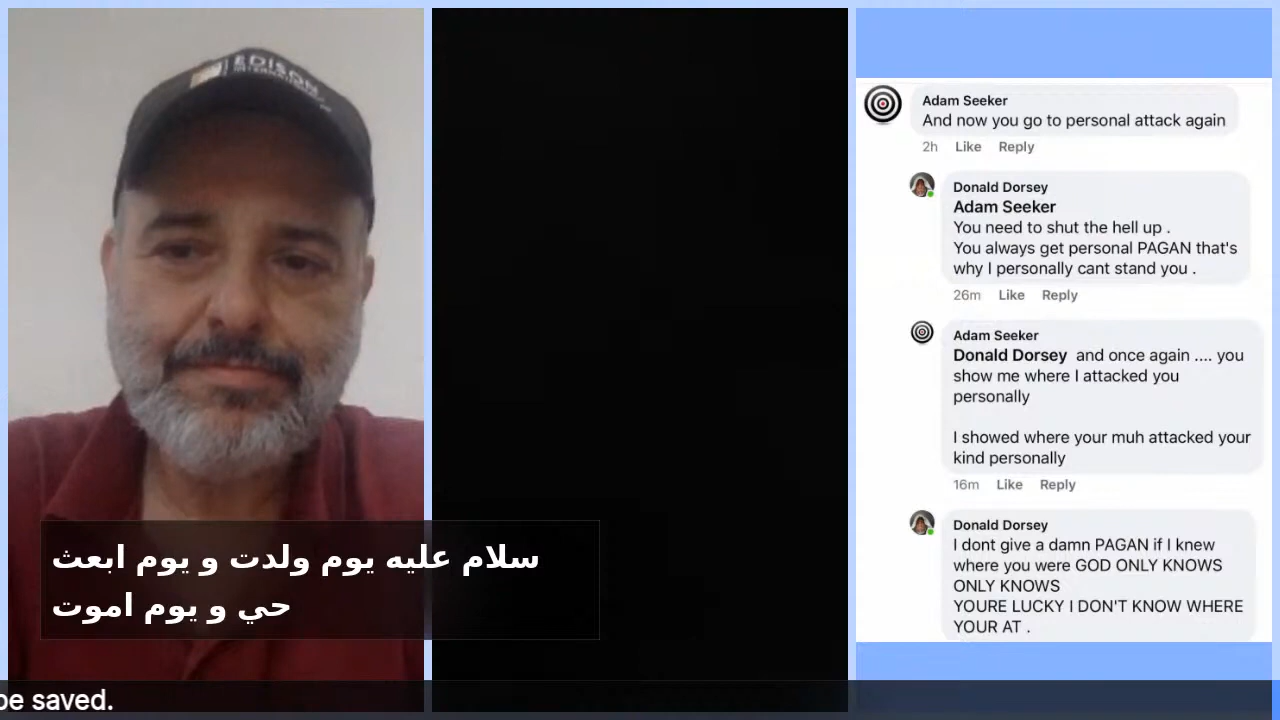 EDISON
INTERNATIONAL
سلام عليه يوم ولدت و يوم ابعث
حي و يوم اموت
be saved.
Adam Seeker
And now you go to personal attack again
2h Like Reply
Donald Dorsey
Adam Seeker
You need to shut the hell up .
You always get personal PAGAN that's
why I personally cant stand you .
26m Like Reply
Adam Seeker
Donald Dorsey and once again .... you
show me where I attacked you
personally
I showed where your muh attacked your
kind personally
16m Like Reply
Donald Dorsey
I dont give a damn PAGAN if I knew
where you were GOD ONLY KNOWS
ONLY KNOWS
YOURE LUCKY I DON'T KNOW WHERE
YOUR AT .